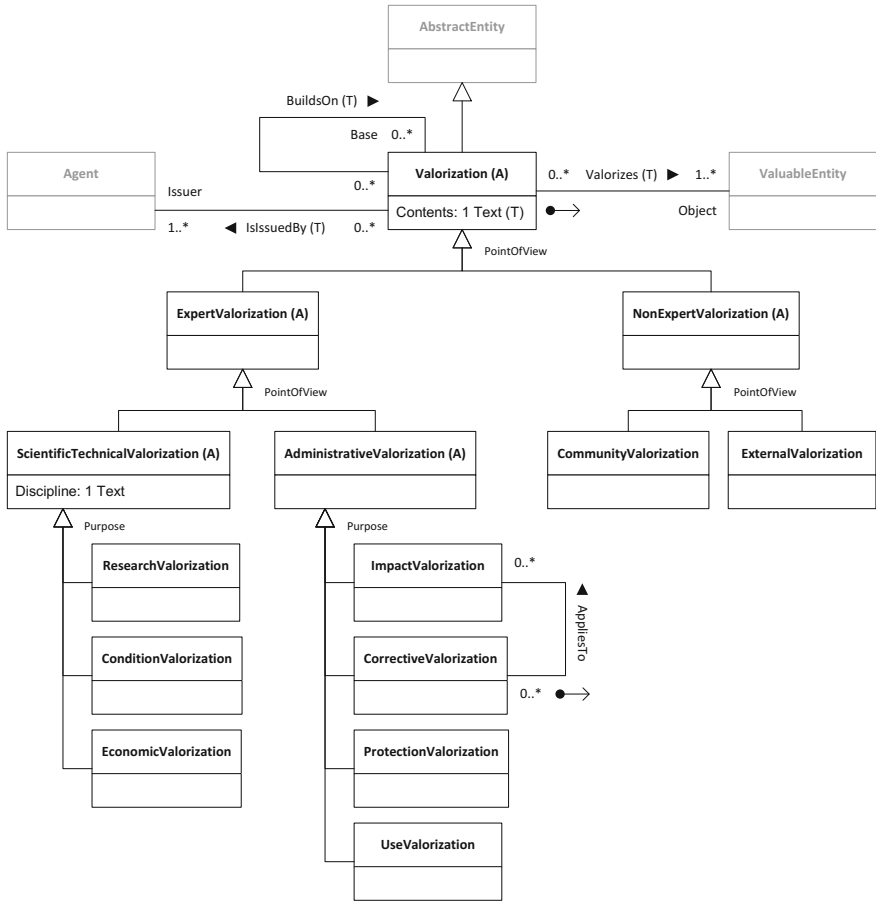 AbstractEntity
BuildsOn (T) ►
Base 0..*
Agent
Valorization (A)
0..* Valorizes (T) ► 1..*
ValuableEntity
Issuer
0..*
Contents: 1 Text (T)
Object
1..* ◄ IsIssuedBy (T) 0..*
PointOfView
ExpertValorization (A)
NonExpertValorization (A)
PointOfView
PointOfView
ScientificTechnicalValorization (A)
AdministrativeValorization (A)
CommunityValorization
ExternalValorization
Discipline: 1 Text
Purpose
Purpose
ResearchValorization
ImpactValorization
0..*
AppliesTo ►
ConditionValorization
CorrectiveValorization
0..*
EconomicValorization
ProtectionValorization
UseValorization